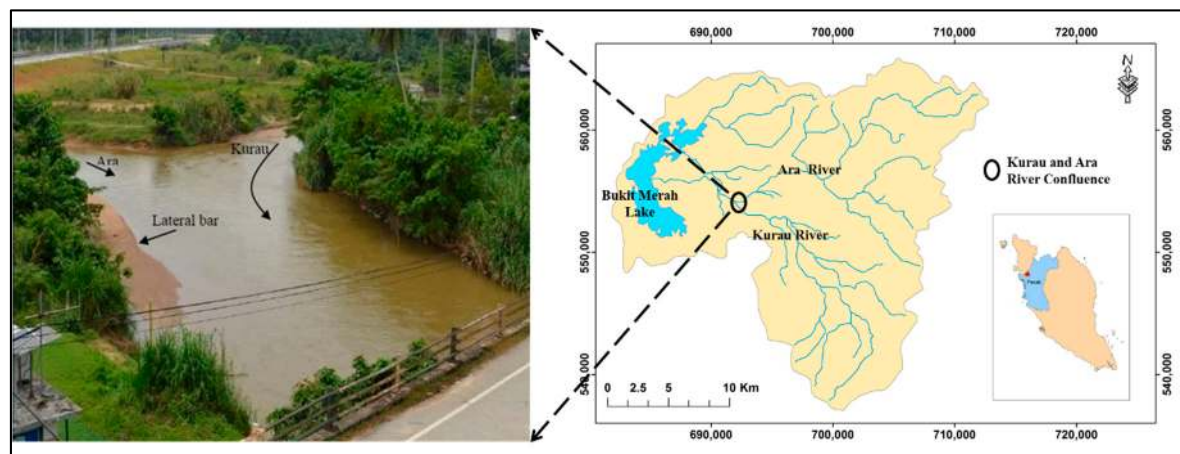 Ara
Kurau
Lateral bar
690,000 700,000 710,000 720,000
560,000 560,000
550,000 550,000
540,000 540,000
N
Ara River
Bukit Merah
Lake
Kurau River
Kurau and Ara
River Confluence
Perak
0 2.5 5 10 Km
690,000 700,000 710,000 720,000